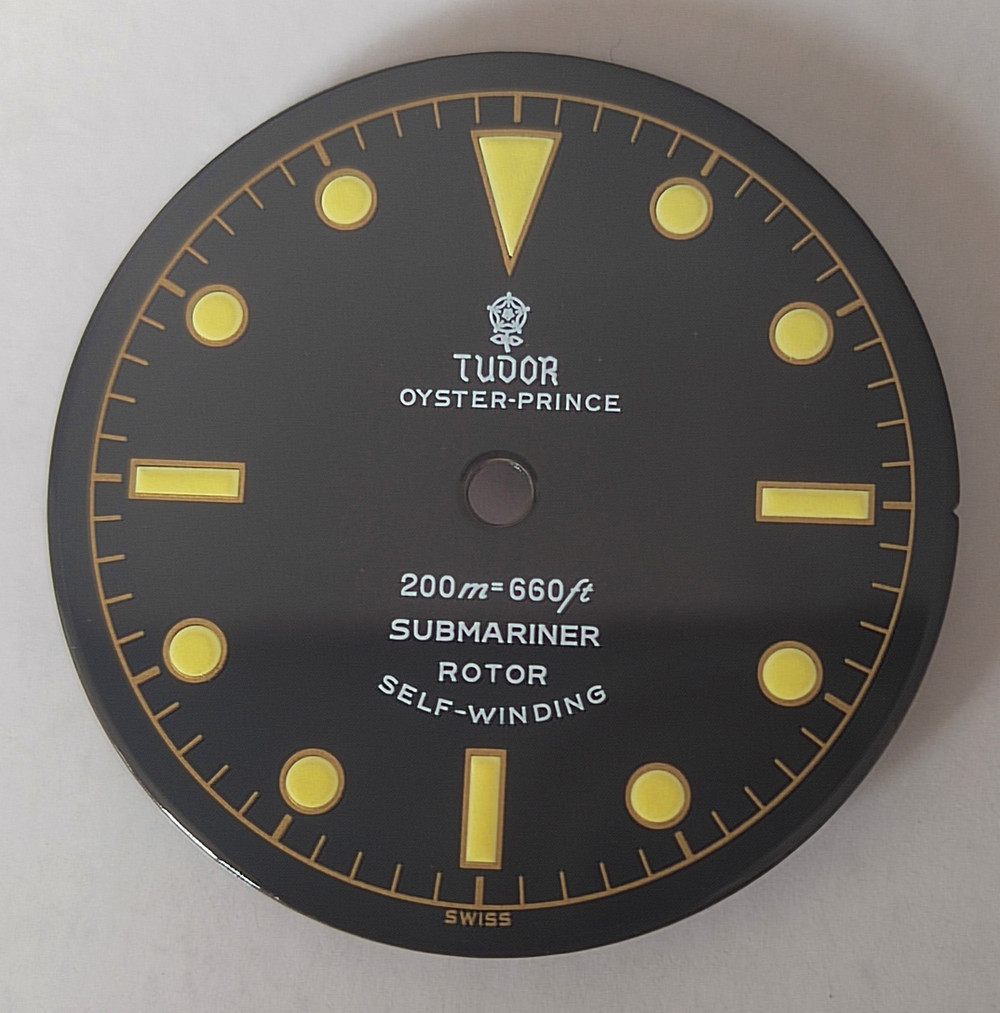 TUDOR
OYSTER-PRINCE
200m=660ft
SUBMARINER
ROTOR
SELF-WINDING
SWISS